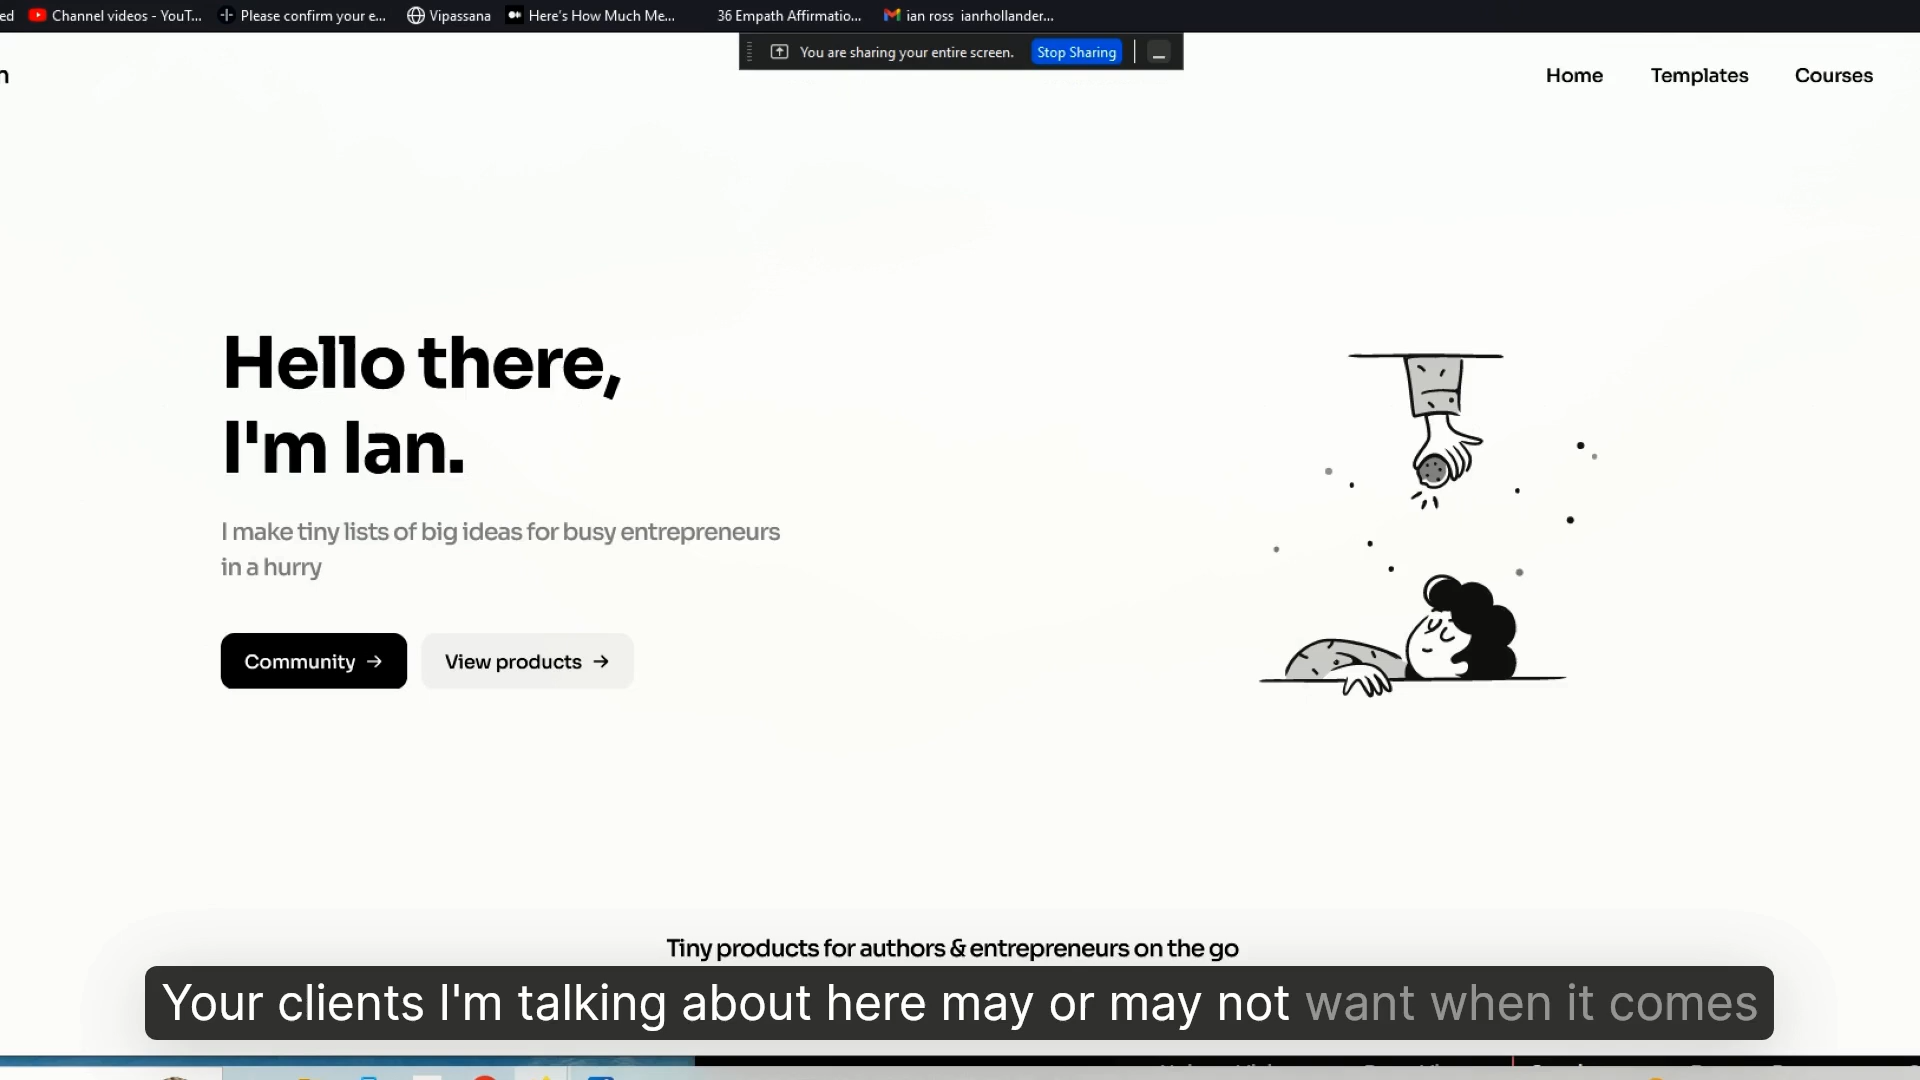 ed Channel videos - YouT... Please confirm your e... Vipassana Here's How Much Me... 36 Empath Affirmatio... ian ross ianrhollander...
You are sharing your entire screen. Stop Sharing
n Home Templates Courses
Hello there,
I'm Ian.
I make tiny lists of big ideas for busy entrepreneurs
in a hurry
Community → View products →
Tiny products for authors & entrepreneurs on the go
Your clients I'm talking about here may or may not want when it comes